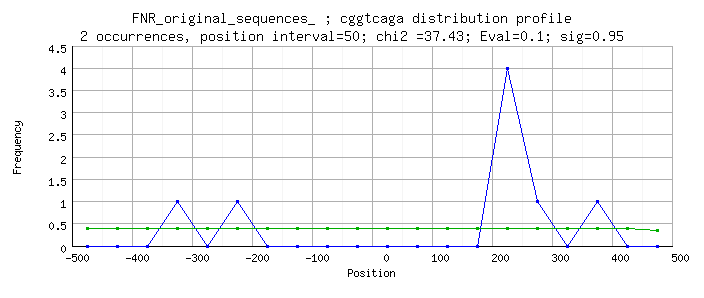 FNR_original_sequences_ ; cggtcaga distribution profile
2 occurrences, position interval=50; chi2 =37.43; Eval=0.1; sig=0.95
4.5
4
3.5
3
2.5
2
1.5
1
0.5
0
Frequency
-500 -400 -300 -200 -100 0 100 200 300 400 500
Position